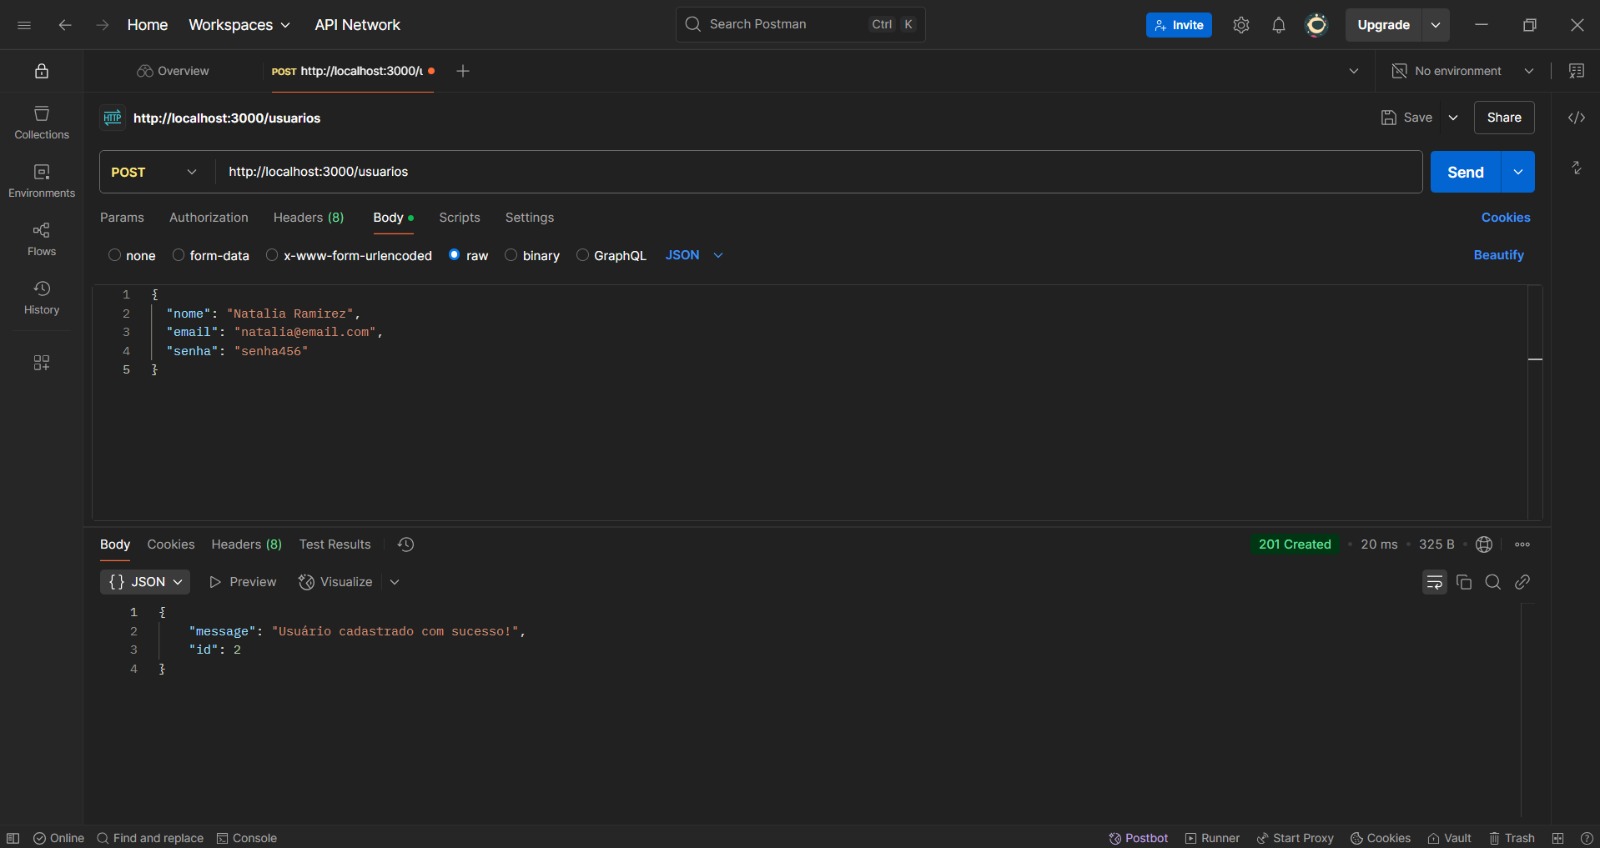 Home Workspaces API Network Search Postman Ctrl K Invite Upgrade
Overview POST http://localhost:3000/u No environment
HTTP http://localhost:3000/usuarios Save Share
Collections
POST http://localhost:3000/usuarios Send
Environments
Params Authorization Headers (8) Body Scripts Settings Cookies
Flows
none form-data x-www-form-urlencoded raw binary GraphQL JSON Beautify
History
1 {
2 "nome": "Natalia Ramirez",
3 "email": "natalia@email.com",
4 "senha": "senha456"
5 }
Body Cookies Headers (8) Test Results 201 Created • 20 ms • 325 B
{} JSON Preview Visualize
1 {
2 "message": "Usuário cadastrado com sucesso!",
3 "id": 2
4 }
Online Find and replace Console Postbot Runner Start Proxy Cookies Vault Trash